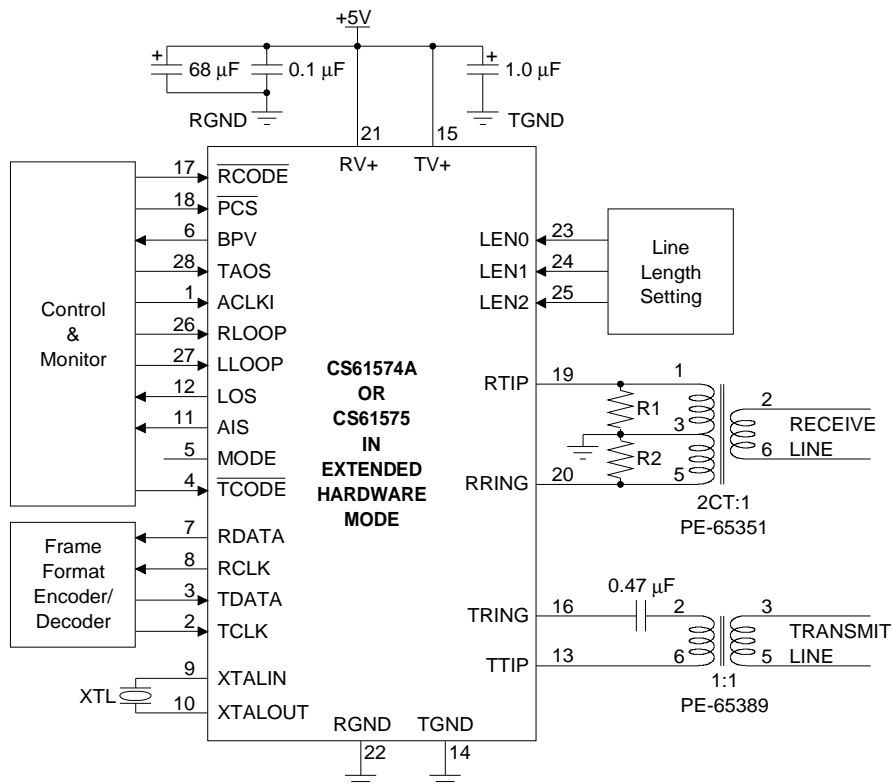 +5V
+
68 μF
0.1 μF
+
1.0 μF
RGND
TGND
21
15
RV+
TV+
Control
&
Monitor
17
RCODE
18
PCS
6
BPV
28
TAOS
1
ACLKI
26
RLOOP
27
LLOOP
12
LOS
11
AIS
5
MODE
4
TCODE
Frame
Format
Encoder/
Decoder
7
RDATA
8
RCLK
3
TDATA
2
TCLK
XTL
9
XTALIN
10
XTALOUT
CS61574A
OR
CS61575
IN
EXTENDED
HARDWARE
MODE
LEN0
23
LEN1
24
LEN2
25
Line
Length
Setting
RTIP
19
RRING
20
R1
R2
1
3
5
2
6
RECEIVE
LINE
2CT:1
PE-65351
TRING
16
TTIP
13
0.47 μF
2
6
3
5
TRANSMIT
LINE
1:1
PE-65389
RGND
TGND
22
14